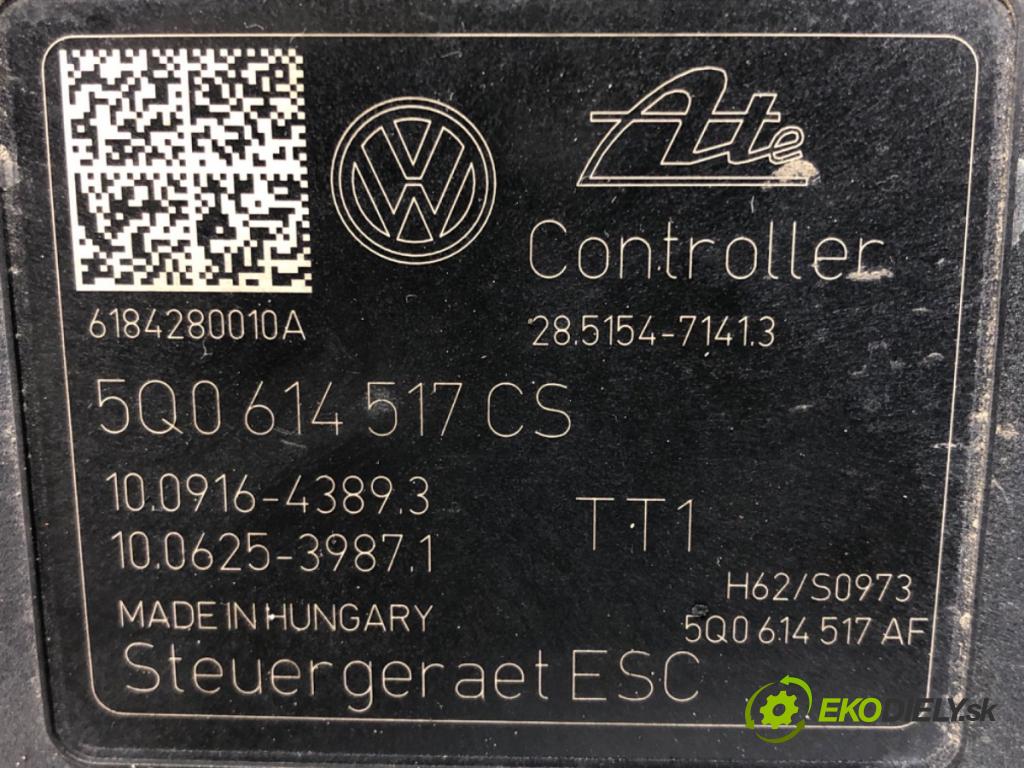 Ate
Controller
6184280010A
28.5154-7141.3
5Q0 614 517 CS
10.0916-4389.3
TT1
10.0625-3987.1
H62/S0973
MADE IN HUNGARY
5Q0 614 517 AF
Steuergeraet ESC
EKODIELY.sk